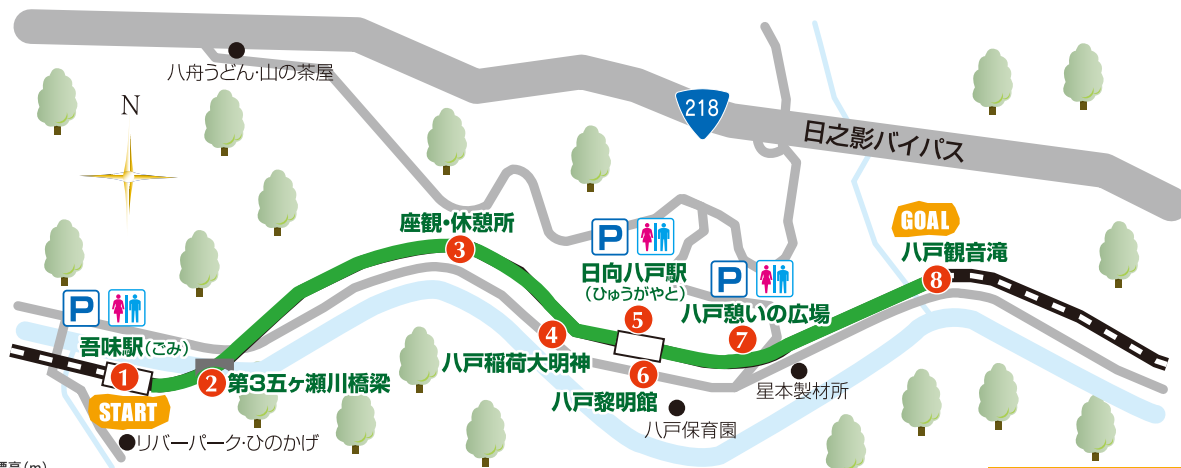 八舟うどん・山の茶屋
N
218
日之影バイパス
座観・休憩所
3
P
日向八戸駅
(ひゅうがやと)
5
P
八戸憩いの広場
7
GOAL
八戸観音滝
8
P
吾味駅(ごみ)
1
START
2 第3五ヶ瀬川橋梁
4
八戸稲荷大明神
6
八戸黎明館
星本製材所
八戸保育園
リバーパーク・ひのかげ
標高(m)